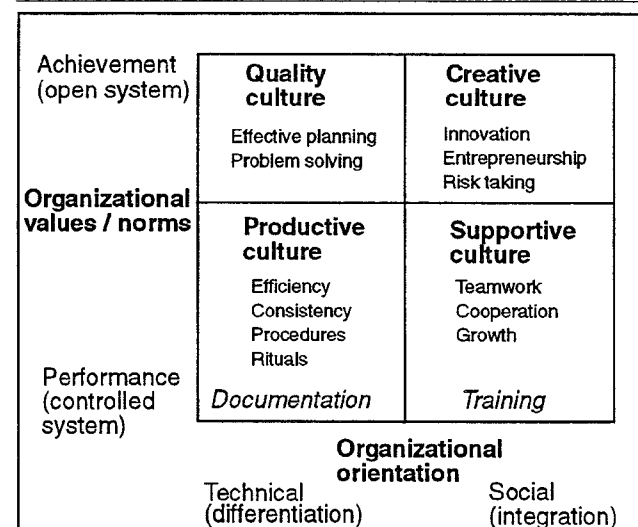 Achievement
(open system)
Quality
culture
Effective planning
Problem solving
Creative
culture
Innovation
Entrepreneurship
Risk taking
Organizational
values / norms
Productive
culture
Efficiency
Consistency
Procedures
Rituals
Documentation
Supportive
culture
Teamwork
Cooperation
Growth
Training
Performance
(controlled
system)
Organizational
orientation
Technical
(differentiation)
Social
(integration)